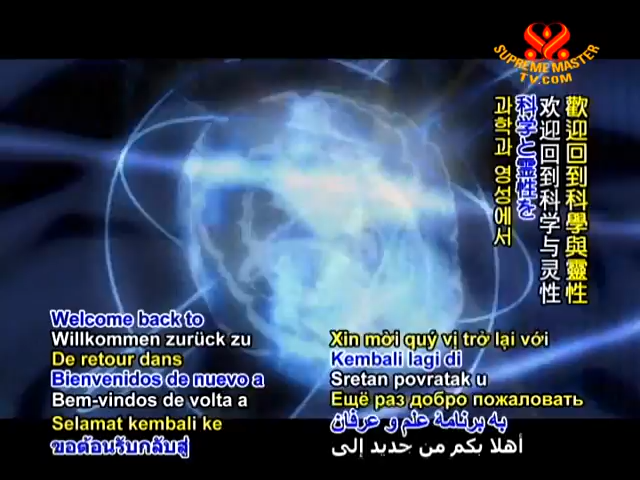 SUPREME MASTER
TV.COM
歡迎回到科學與靈性
欢迎回到科学与灵性
科学と霊性を
과학과 영성에서
Welcome back to
Willkommen zurück zu
De retour dans
Bienvenidos de nuevo a
Bem-vindos de volta a
Selamat kembali ke
ขอต้อนรับกลับสู่
Xin mời quý vị trở lại với
Kembali lagi di
Sretan povratak u
Ещё раз добро пожаловать
به برنامهٔ علم و عرفان
أهلا بكم من جديد إلى